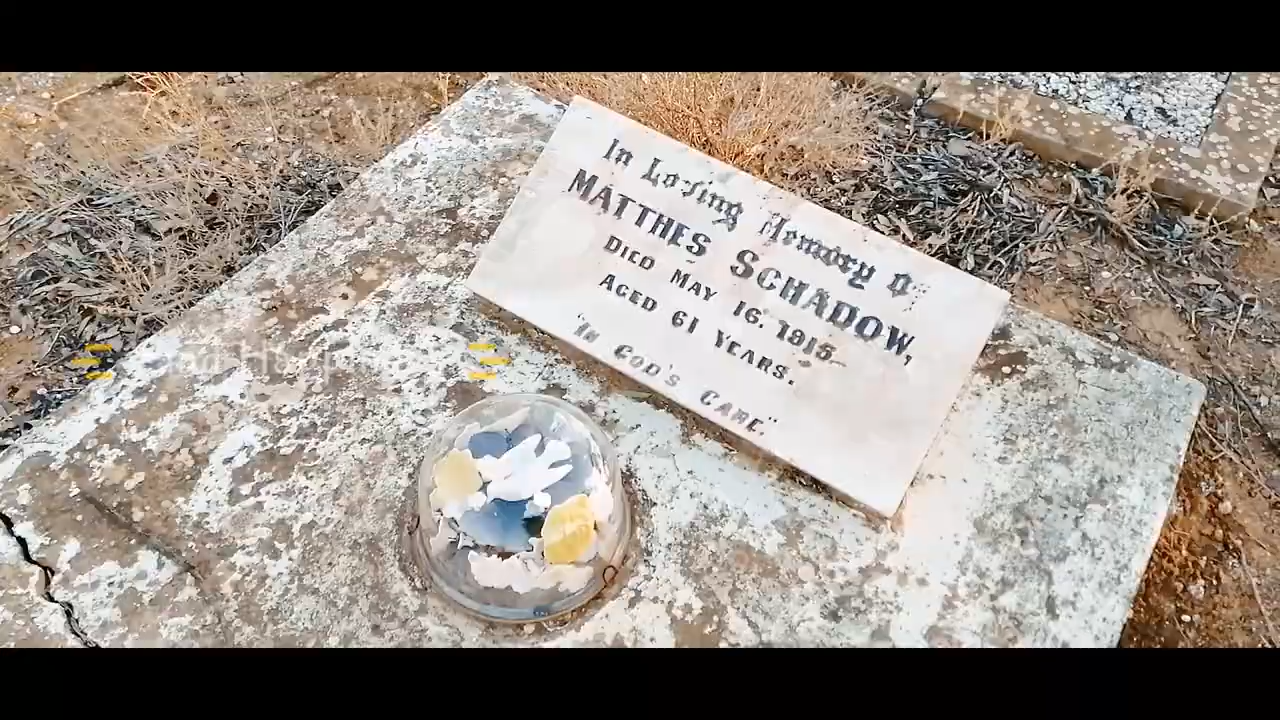 In Loving Memory Of
MATTHES SCHADOW,
DIED MAY 16. 1915.
AGED 61 YEARS.
"IN GOD'S CARE."